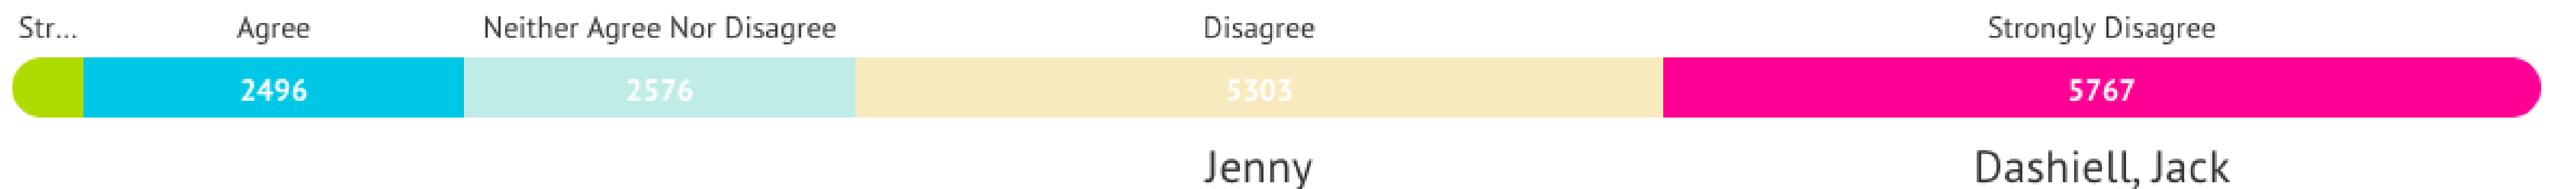 Str... Agree Neither Agree Nor Disagree Disagree Strongly Disagree
2496 2576 5303 5767
Jenny Dashiell, Jack